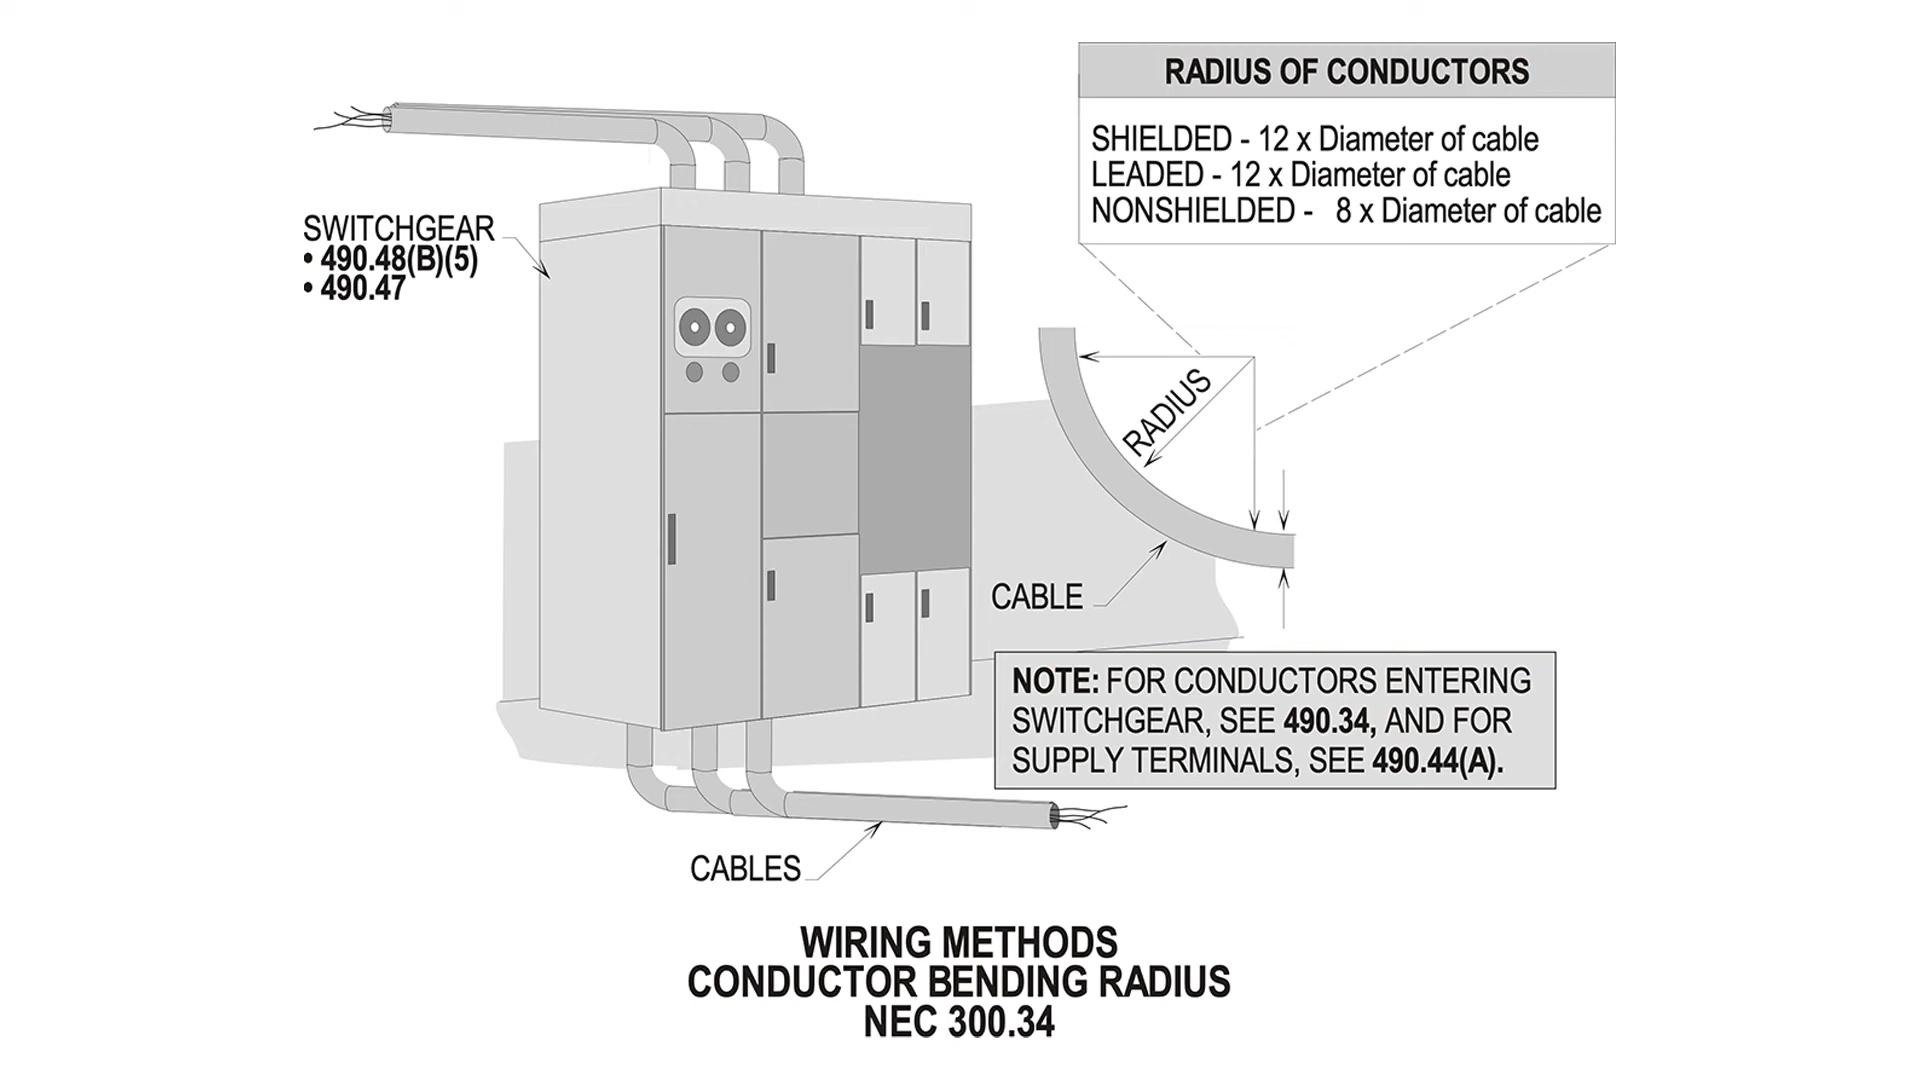 RADIUS OF CONDUCTORS
SHIELDED - 12 x Diameter of cable
LEADED - 12 x Diameter of cable
NONSHIELDED - 8 x Diameter of cable
SWITCHGEAR
• 490.48(B)(5)
• 490.47
RADIUS
CABLE
NOTE: FOR CONDUCTORS ENTERING
SWITCHGEAR, SEE 490.34, AND FOR
SUPPLY TERMINALS, SEE 490.44(A).
CABLES
WIRING METHODS
CONDUCTOR BENDING RADIUS
NEC 300.34